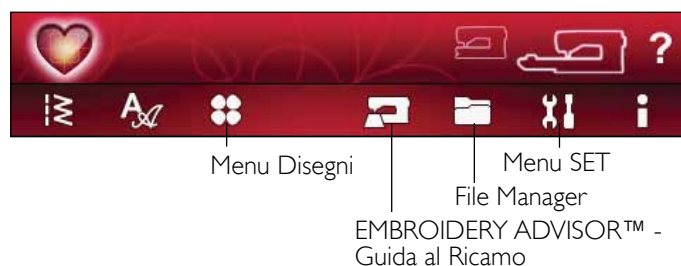 ?
Menu Disegni
Menu SET
File Manager
EMBROIDERY ADVISOR™ -
Guida al Ricamo